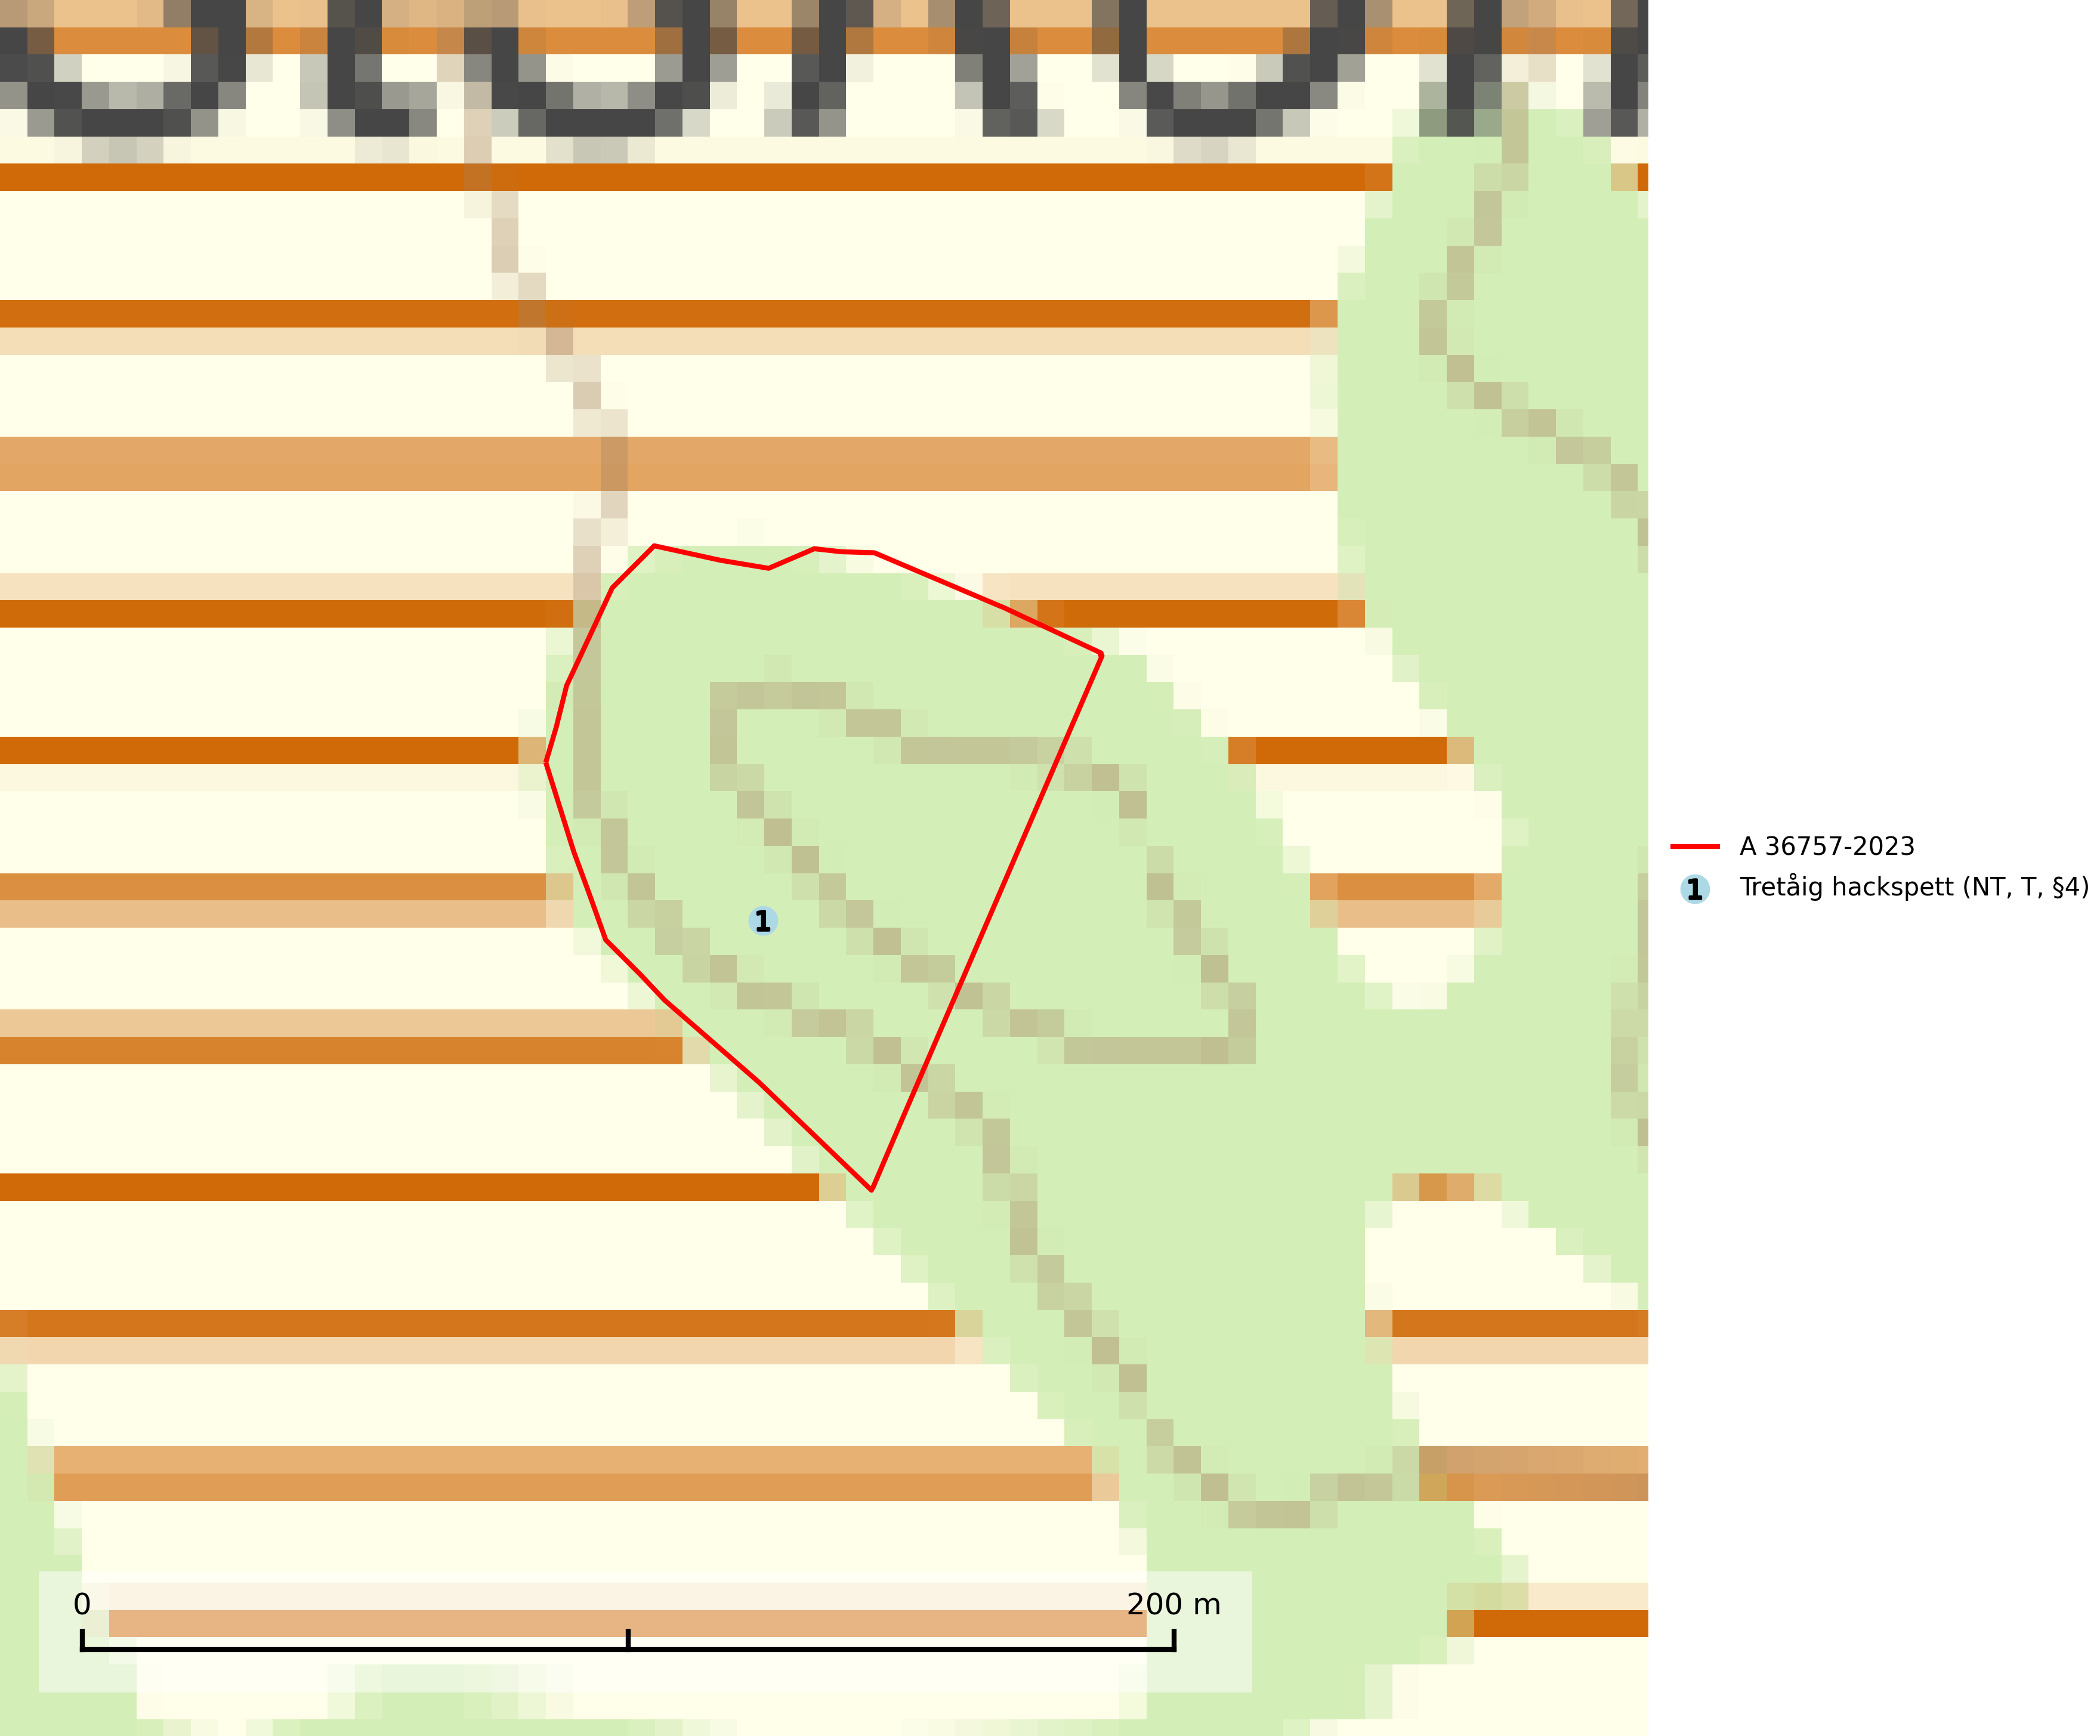 A 36757-2023
1 Tretåig hackspett (NT, T, §4)
1
0 200 m